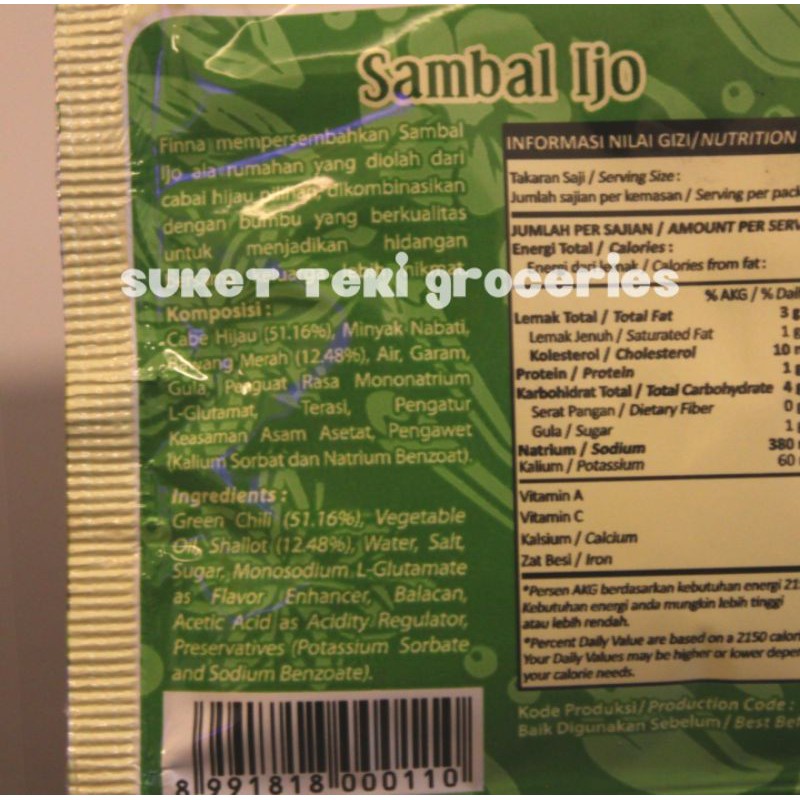 Sambal Ijo
Finna mempersembahkan Sambal
Ijo ala rumahan yang diolah dari
cabai hijau pilihan, dikombinasikan
dengan bumbu yang berkualitas
untuk menjadikan hidangan
lebih nikmat
SUKET TEKI groceries
Komposisi :
Cabe Hijau (51.16%), Minyak Nabati,
Merah (12.48%), Air, Garam,
Gula, Penguat Rasa Mononatrium
L-Glutamat, Terasi, Pengatur
Keasaman Asam Asetat, Pengawet
(Kalium Sorbat dan Natrium Benzoat).
Ingredients :
Green Chili (51.16%), Vegetable
Oil, Shallot (12.48%), Water, Salt,
Sugar, Monosodium L-Glutamate
as Flavor Enhancer, Balacan,
Acetic Acid as Acidity Regulator,
Preservatives (Potassium Sorbate
and Sodium Benzoate).
8 991818 000110
INFORMASI NILAI GIZI/NUTRITION
Takaran Saji / Serving Size :
Jumlah sajian per kemasan / Serving per pack
JUMLAH PER SAJIAN / AMOUNT PER SERV
Energi Total / Calories :
Energi dari lemak / Calories from fat :
% AKG / % Dail
Lemak Total / Total Fat 3 g
Lemak Jenuh / Saturated Fat 1 g
Kolesterol / Cholesterol 10 m
Protein / Protein 1 g
Karbohidrat Total / Total Carbohydrate 4 g
Serat Pangan / Dietary Fiber 0 g
Gula / Sugar 1 g
Natrium / Sodium 380
Kalium / Potassium 60
Vitamin A
Vitamin C
Kalsium / Calcium
Zat Besi / Iron
*Persen AKG berdasarkan kebutuhan energi 21
Kebutuhan energi anda mungkin lebih tinggi
atau lebih rendah.
*Percent Daily Value are based on a 2150 calor
Your Daily Values may be higher or lower depe
your calorie needs.
Kode Produksi/Production Code :
Baik Digunakan Sebelum/Best Bef